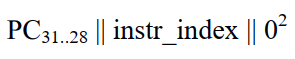 PC31..28 || instr_index || 0²